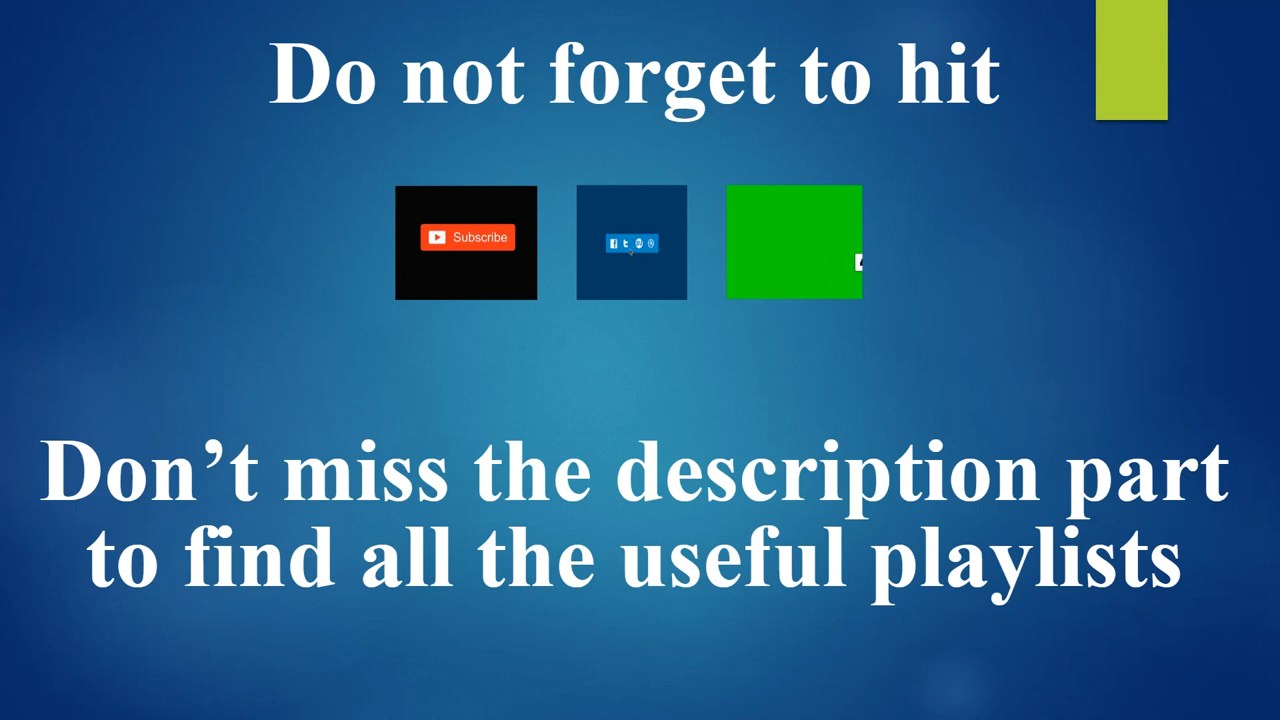 Do not forget to hit
Subscribe
Don’t miss the description part
to find all the useful playlists